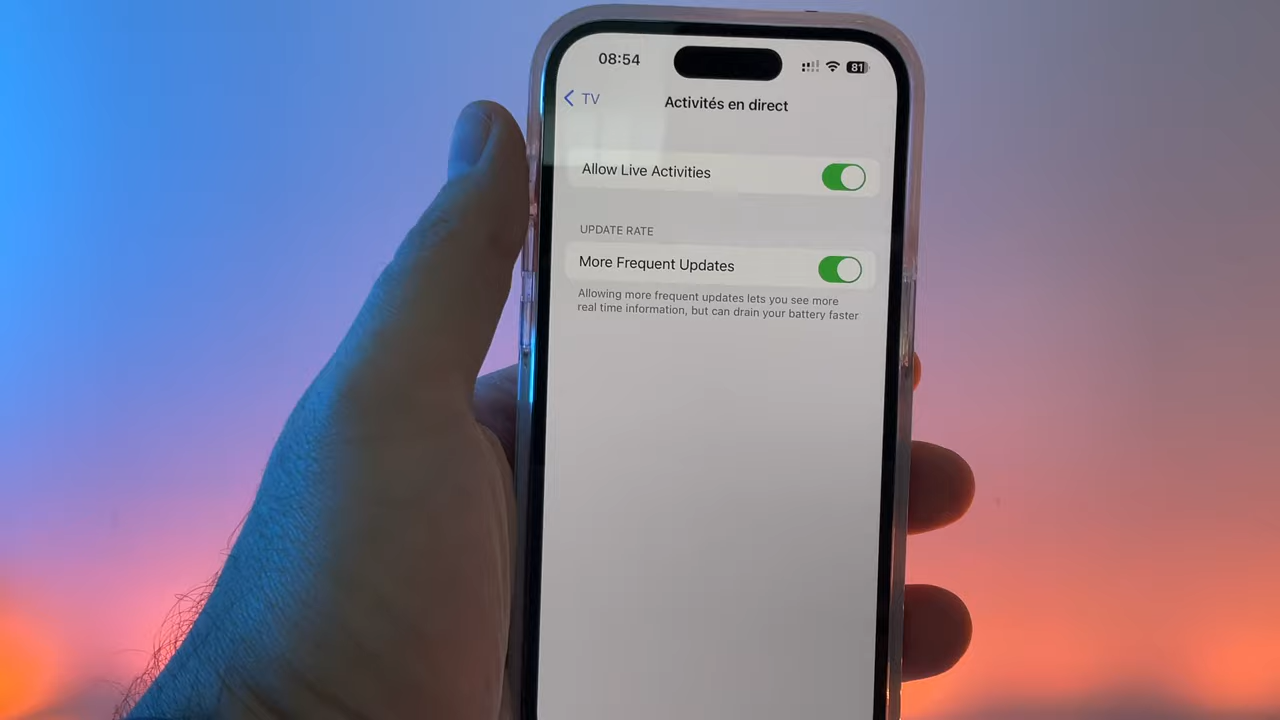 08:54
81
TV
Activités en direct
Allow Live Activities
UPDATE RATE
More Frequent Updates
Allowing more frequent updates lets you see more
real time information, but can drain your battery faster